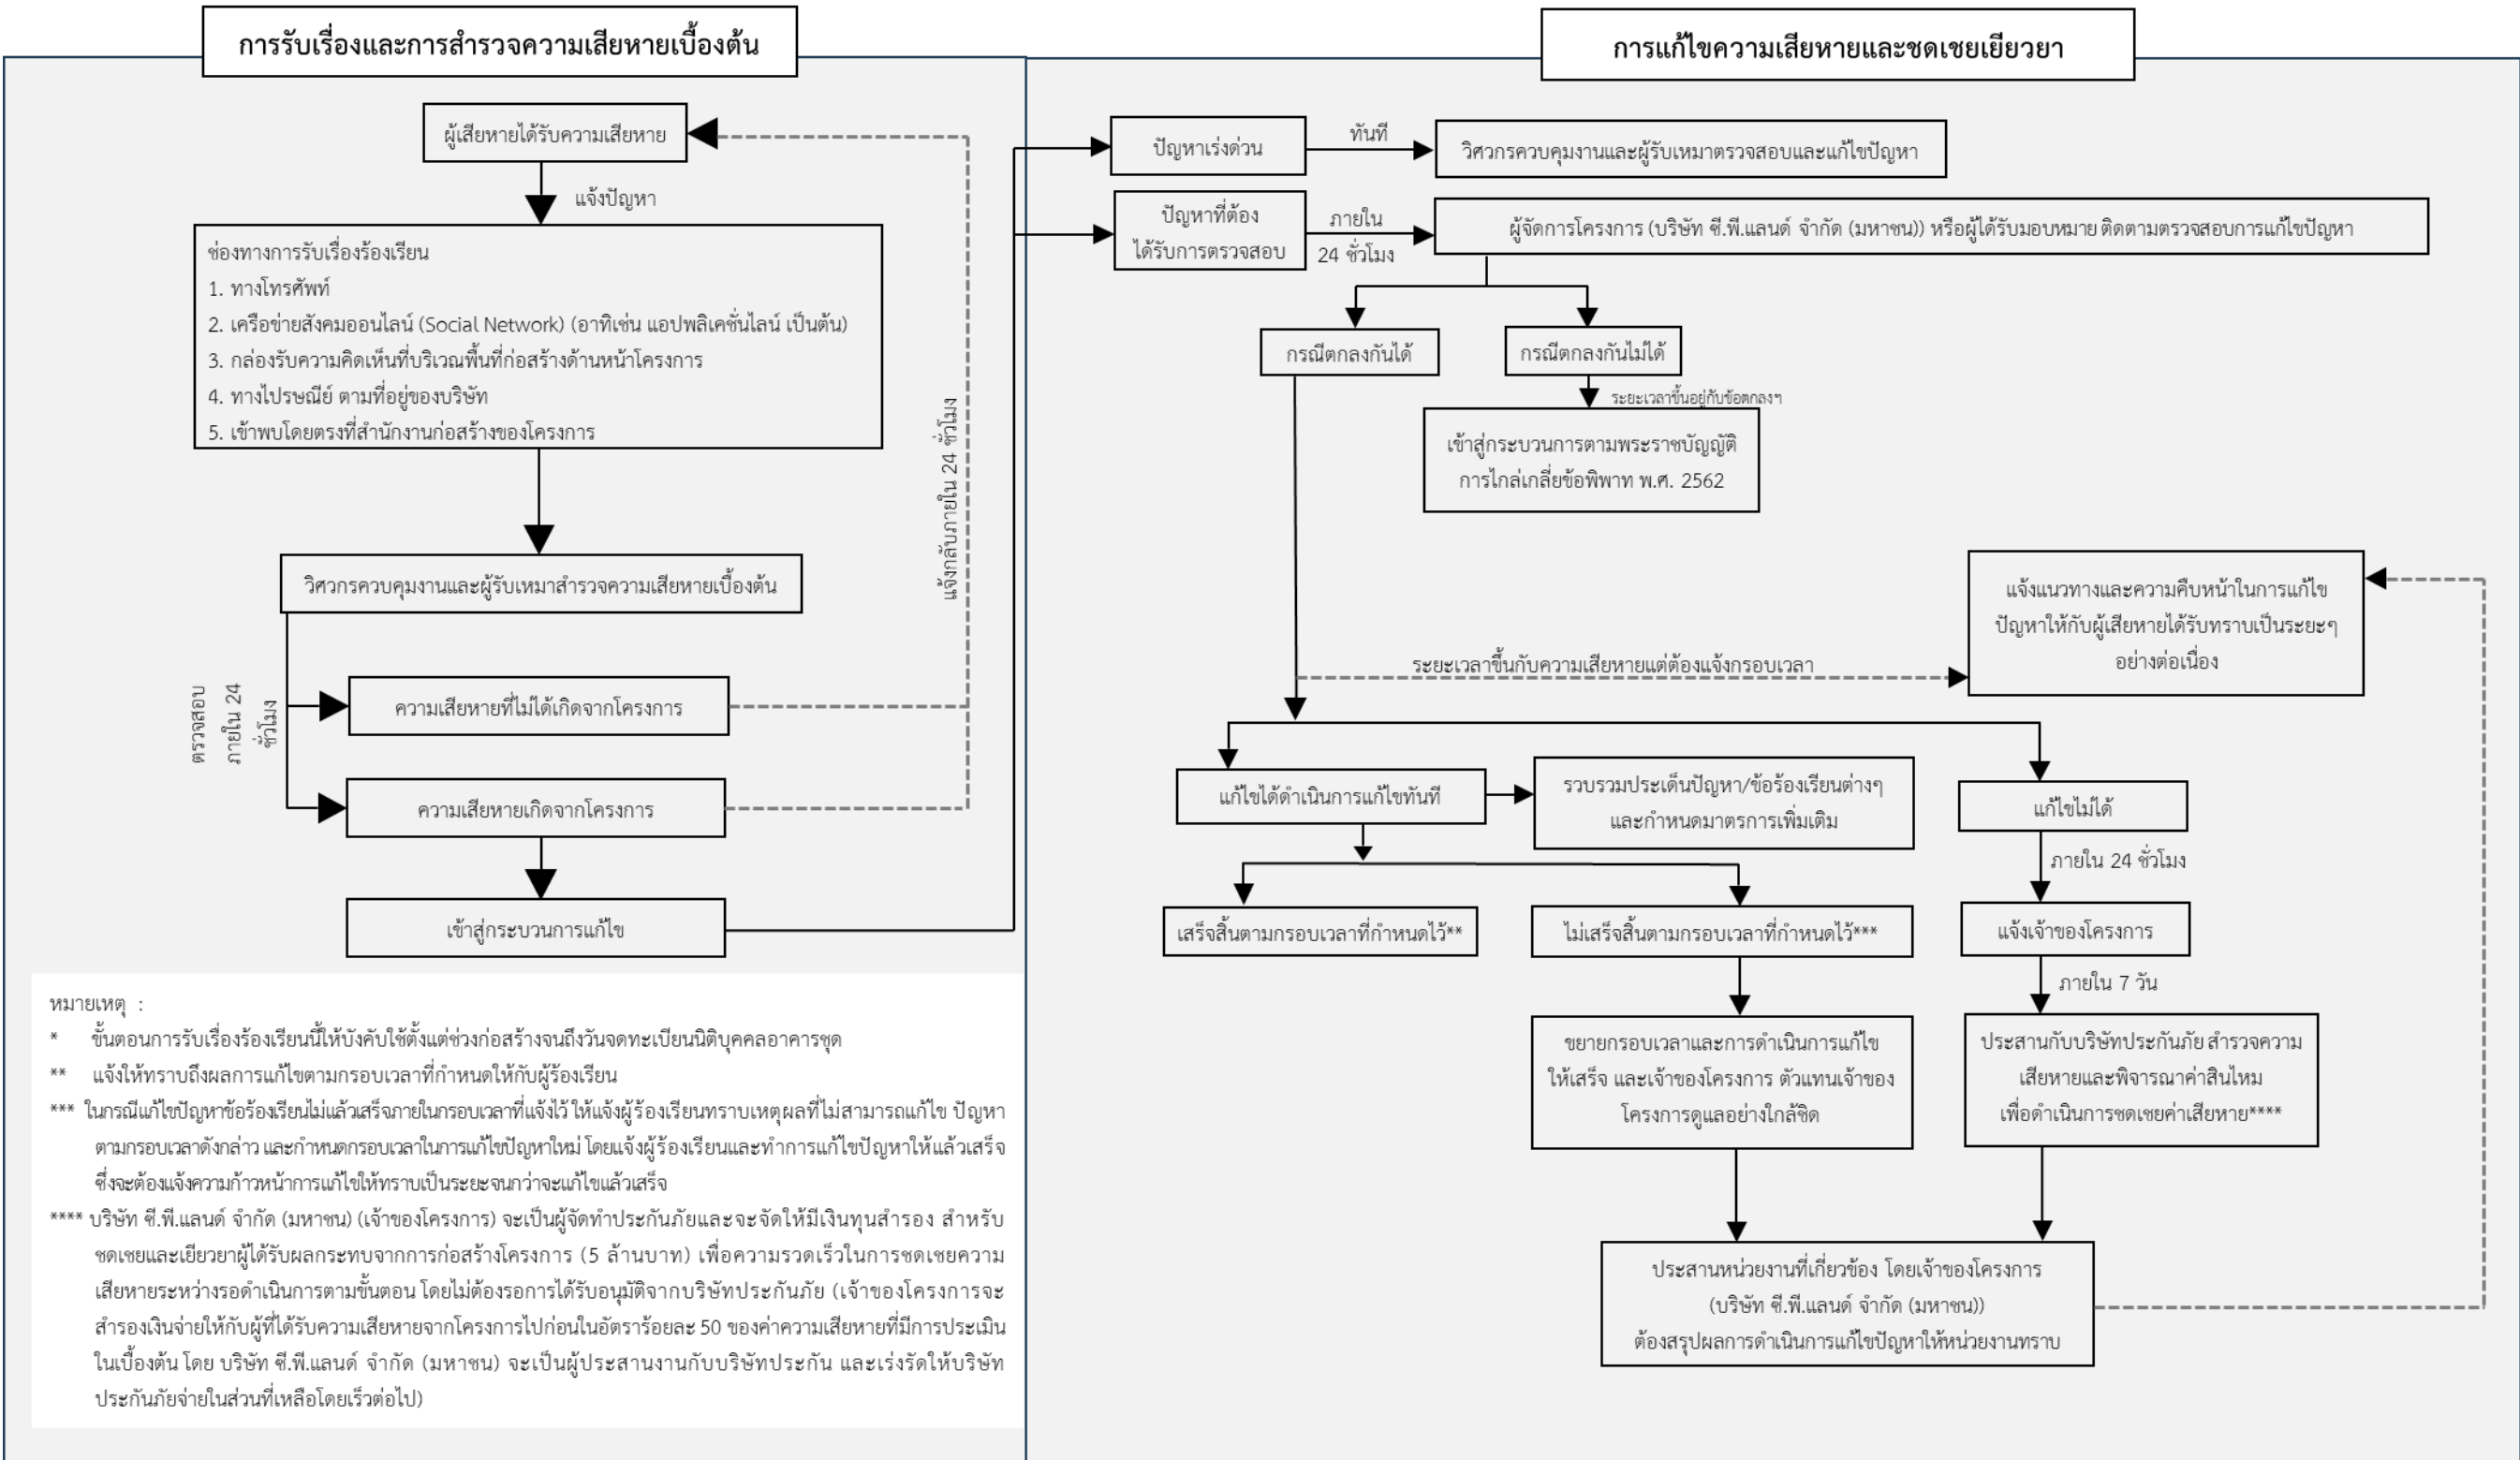 การรับเรื่องและการสำรวจความเสียหายเบื้องต้น
ผู้เสียหายได้รับความเสียหาย
แจ้งปัญหา
ช่องทางการรับเรื่องร้องเรียน
1. ทางโทรศัพท์
2. เครือข่ายสังคมออนไลน์ (Social Network) (อาทิเช่น แอปพลิเคชั่นไลน์ เป็นต้น)
3. กล่องรับความคิดเห็นที่บริเวณพื้นที่ก่อสร้างด้านหน้าโครงการ
4. ทางไปรษณีย์ ตามที่อยู่ของบริษัท
5. เข้าพบโดยตรงที่สำนักงานก่อสร้างของโครงการ
แจ้งกลับภายใน 24 ชั่วโมง
วิศวกรควบคุมงานและผู้รับเหมาสำรวจความเสียหายเบื้องต้น
ตรวจสอบ
ภายใน 24
ชั่วโมง
ความเสียหายที่ไม่ได้เกิดจากโครงการ
ความเสียหายเกิดจากโครงการ
เข้าสู่กระบวนการแก้ไข
หมายเหตุ :
* ขั้นตอนการรับเรื่องร้องเรียนนี้ให้บังคับใช้ตั้งแต่ช่วงก่อสร้างจนถึงวันจดทะเบียนนิติบุคคลอาคารชุด
** แจ้งให้ทราบถึงผลการแก้ไขตามกรอบเวลาที่กำหนดให้กับผู้ร้องเรียน
*** ในกรณีแก้ไขปัญหาข้อร้องเรียนไม่แล้วเสร็จภายในกรอบเวลาที่แจ้งไว้ ให้แจ้งผู้ร้องเรียนทราบเหตุผลที่ไม่สามารถแก้ไข ปัญหา
ตามกรอบเวลาดังกล่าว และกำหนดกรอบเวลาในการแก้ไขปัญหาใหม่ โดยแจ้งผู้ร้องเรียนและทำการแก้ไขปัญหาให้แล้วเสร็จ
ซึ่งจะต้องแจ้งความก้าวหน้าการแก้ไขให้ทราบเป็นระยะจนกว่าจะแก้ไขแล้วเสร็จ
**** บริษัท ซี.พี.แลนด์ จำกัด (มหาชน) (เจ้าของโครงการ) จะเป็นผู้จัดทำประกันภัยและจะจัดให้มีเงินทุนสำรอง สำหรับ
ชดเชยและเยียวยาผู้ได้รับผลกระทบจากการก่อสร้างโครงการ (5 ล้านบาท) เพื่อความรวดเร็วในการชดเชยความ
เสียหายระหว่างรอดำเนินการตามขั้นตอน โดยไม่ต้องรอการได้รับอนุมัติจากบริษัทประกันภัย (เจ้าของโครงการจะ
สำรองเงินจ่ายให้กับผู้ที่ได้รับความเสียหายจากโครงการไปก่อนในอัตราร้อยละ 50 ของค่าความเสียหายที่มีการประเมิน
ในเบื้องต้น โดย บริษัท ซี.พี.แลนด์ จำกัด (มหาชน) จะเป็นผู้ประสานงานกับบริษัทประกัน และเร่งรัดให้บริษัท
ประกันภัยจ่ายในส่วนที่เหลือโดยเร็วต่อไป)
การแก้ไขความเสียหายและชดเชยเยียวยา
ปัญหาเร่งด่วน
ทันที
วิศวกรควบคุมงานและผู้รับเหมาตรวจสอบและแก้ไขปัญหา
ปัญหาที่ต้อง
ได้รับการตรวจสอบ
ภายใน
24 ชั่วโมง
ผู้จัดการโครงการ (บริษัท ซี.พี.แลนด์ จำกัด (มหาชน)) หรือผู้ได้รับมอบหมาย ติดตามตรวจสอบการแก้ไขปัญหา
กรณีตกลงกันได้
กรณีตกลงกันไม่ได้
ระยะเวลาขึ้นอยู่กับข้อตกลงฯ
เข้าสู่กระบวนการตามพระราชบัญญัติ
การไกล่เกลี่ยข้อพิพาท พ.ศ. 2562
แจ้งแนวทางและความคืบหน้าในการแก้ไข
ปัญหาให้กับผู้เสียหายได้รับทราบเป็นระยะๆ
อย่างต่อเนื่อง
ระยะเวลาขึ้นกับความเสียหายแต่ต้องแจ้งกรอบเวลา
แก้ไขได้ดำเนินการแก้ไขทันที
รวบรวมประเด็นปัญหา/ข้อร้องเรียนต่างๆ
และกำหนดมาตรการเพิ่มเติม
แก้ไขไม่ได้
ภายใน 24 ชั่วโมง
เสร็จสิ้นตามกรอบเวลาที่กำหนดไว้**
ไม่เสร็จสิ้นตามกรอบเวลาที่กำหนดไว้***
แจ้งเจ้าของโครงการ
ภายใน 7 วัน
ขยายกรอบเวลาและการดำเนินการแก้ไข
ให้เสร็จ และเจ้าของโครงการ ตัวแทนเจ้าของ
โครงการดูแลอย่างใกล้ชิด
ประสานกับบริษัทประกันภัย สำรวจความ
เสียหายและพิจารณาค่าสินไหม
เพื่อดำเนินการชดเชยค่าเสียหาย****
ประสานหน่วยงานที่เกี่ยวข้อง โดยเจ้าของโครงการ
(บริษัท ซี.พี.แลนด์ จำกัด (มหาชน))
ต้องสรุปผลการดำเนินการแก้ไขปัญหาให้หน่วยงานทราบ